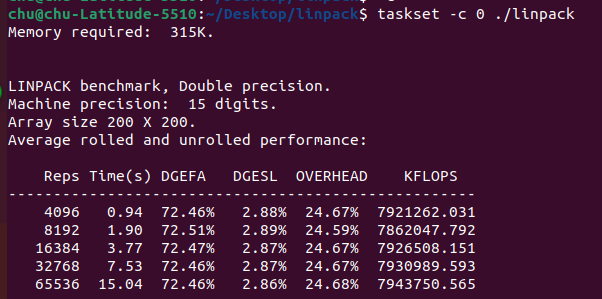 chu@chu-Latitude-5510:~/Desktop/linpack$ taskset -c 0 ./linpack
Memory required:  315K.
LINPACK benchmark, Double precision.
Machine precision:  15 digits.
Array size 200 X 200.
Average rolled and unrolled performance:
Reps Time(s) DGEFA   DGESL  OVERHEAD    KFLOPS
----------------------------------------------------
4096   0.94  72.46%   2.88%  24.67%  7921262.031
8192   1.90  72.51%   2.89%  24.59%  7862047.792
16384   3.77  72.47%   2.87%  24.67%  7926508.151
32768   7.53  72.46%   2.86%  24.67%  7930989.593
65536  15.04  72.46%   2.86%  24.68%  7943750.565